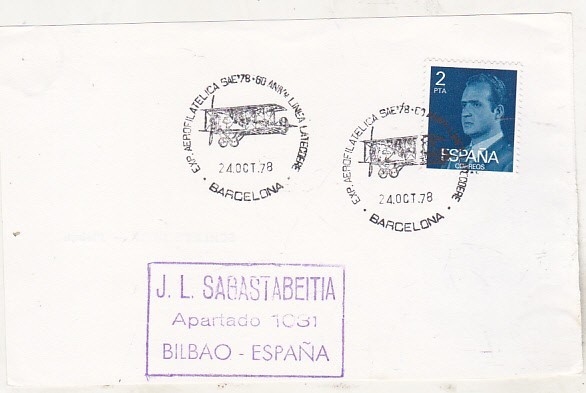 EXP. AEROFILATELICA SAE'78 · 60 ANIV. LINEA LATECOERE ·
24.OCT.78
BARCELONA
EXP. AEROFILATELICA SAE'78
24.OCT.78
BARCELONA
2
PTA
ESPAÑA
CORREOS
J. L. SAGASTABEITIA
Apartado 1031
BILBAO - ESPAÑA